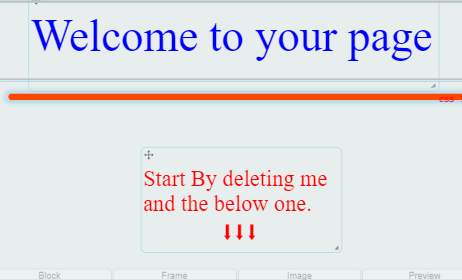 Welcome to your page
css
Start By deleting me
and the below one.
Block Frame Image Preview